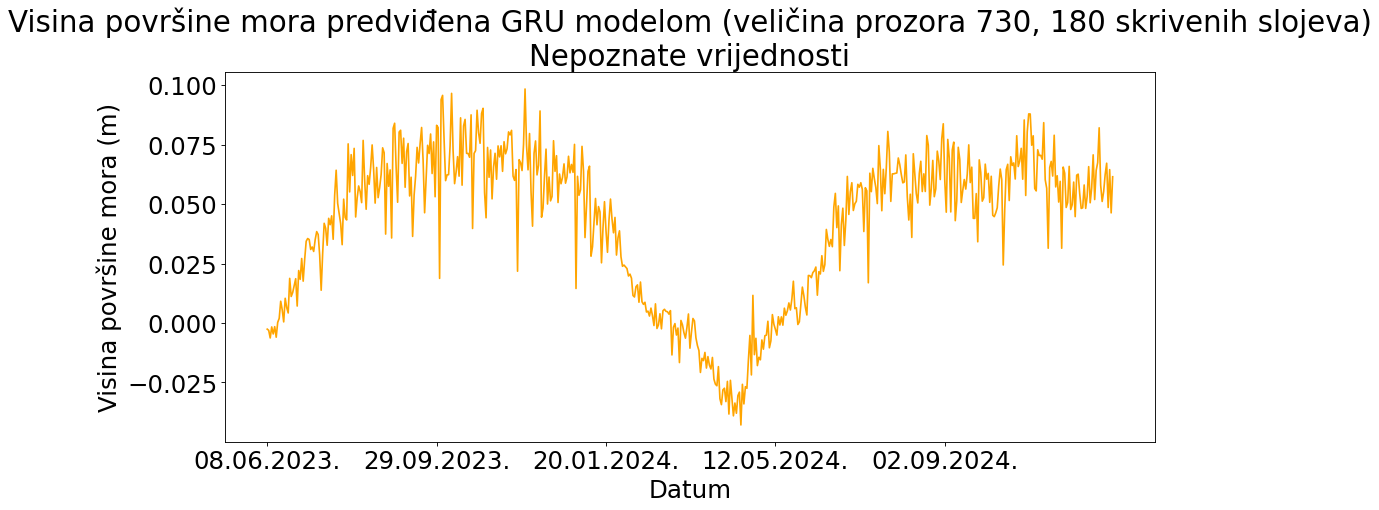 Visina površine mora predviđena GRU modelom (veličina prozora 730, 180 skrivenih slojeva)
Nepoznate vrijednosti
Visina površine mora (m)
0.100
0.075
0.050
0.025
0.000
−0.025
08.06.2023. 29.09.2023. 20.01.2024. 12.05.2024. 02.09.2024.
Datum